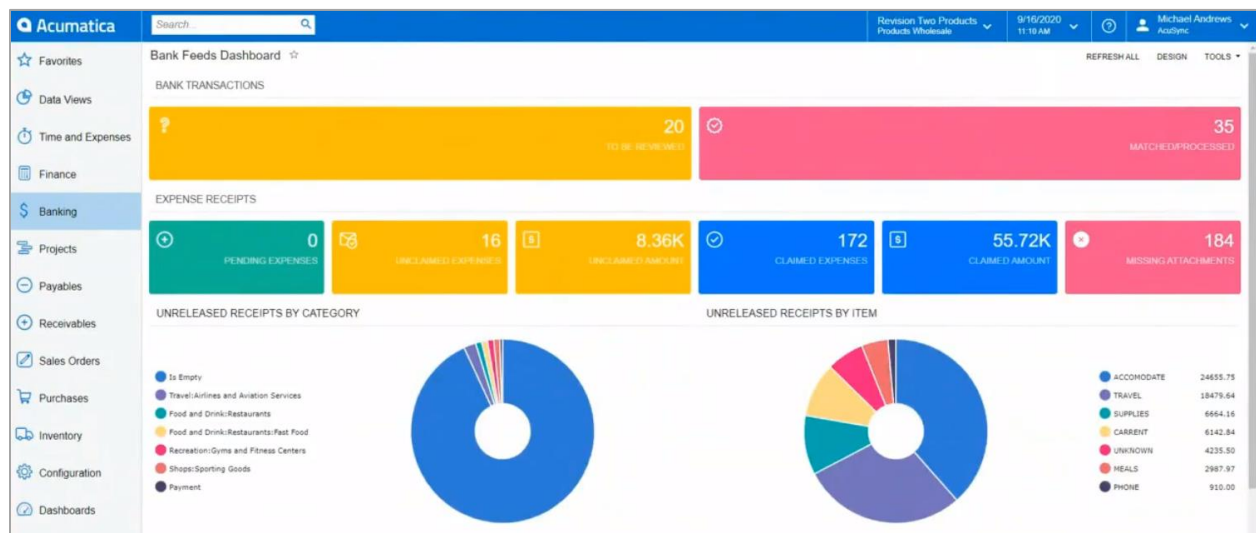 Acumatica
Search...
Revision Two Products
Products Wholesale
9/16/2020
11:10 AM
Michael Andrews
AcuSync
Favorites
Data Views
Time and Expenses
Finance
Banking
Projects
Payables
Receivables
Sales Orders
Purchases
Inventory
Configuration
Dashboards
Bank Feeds Dashboard
REFRESH ALL DESIGN TOOLS
BANK TRANSACTIONS
20
TO BE REVIEWED
35
MATCHED/PROCESSED
EXPENSE RECEIPTS
0
PENDING EXPENSES
16
UNCLAIMED EXPENSES
8.36K
UNCLAIMED AMOUNT
172
CLAIMED EXPENSES
55.72K
CLAIMED AMOUNT
184
MISSING ATTACHMENTS
UNRELEASED RECEIPTS BY CATEGORY
Is Empty
Travel:Airlines and Aviation Services
Food and Drink:Restaurants
Food and Drink:Restaurants:Fast Food
Recreation:Gyms and Fitness Centers
Shops:Sporting Goods
Payment
UNRELEASED RECEIPTS BY ITEM
ACCOMODATE 24655.75
TRAVEL 18479.64
SUPPLIES 6664.16
CARRENT 6142.84
UNKNOWN 4235.50
MEALS 2987.97
PHONE 910.00